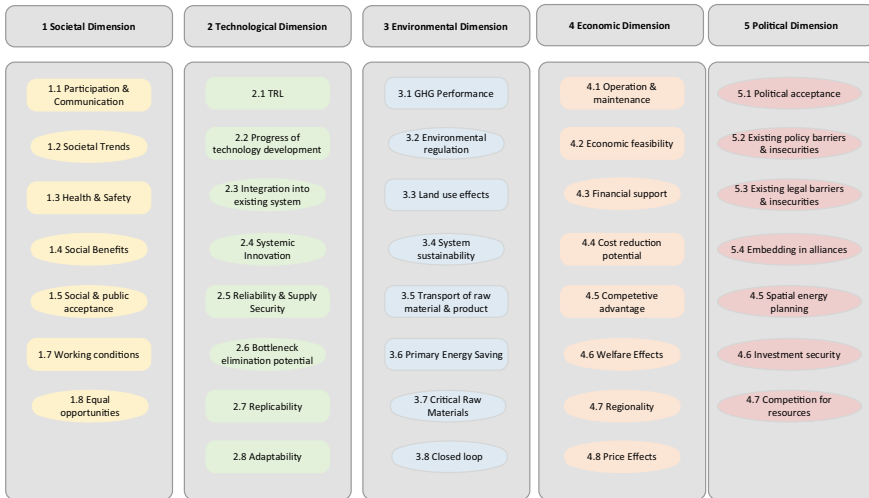 1 Societal Dimension
1.1 Participation &
Communication
1.2 Societal Trends
1.3 Health & Safety
1.4 Social Benefits
1.5 Social & public
acceptance
1.7 Working conditions
1.8 Equal
opportunities
2 Technological Dimension
2.1 TRL
2.2 Progress of
technology development
2.3 Integration into
existing system
2.4 Systemic
Innovation
2.5 Reliability & Supply
Security
2.6 Bottleneck
elimination potential
2.7 Replicability
2.8 Adaptability
3 Environmental Dimension
3.1 GHG Performance
3.2 Environmental
regulation
3.3 Land use effects
3.4 System
sustainability
3.5 Transport of raw
material & product
3.6 Primary Energy Saving
3.7 Critical Raw
Materials
3.8 Closed loop
4 Economic Dimension
4.1 Operation &
maintenance
4.2 Economic feasibility
4.3 Financial support
4.4 Cost reduction
potential
4.5 Competetive
advantage
4.6 Welfare Effects
4.7 Regionality
4.8 Price Effects
5 Political Dimension
5.1 Political acceptance
5.2 Existing policy barriers
& insecurities
5.3 Existing legal barriers
& insecurities
5.4 Embedding in alliances
4.5 Spatial energy
planning
4.6 Investment security
4.7 Competition for
resources